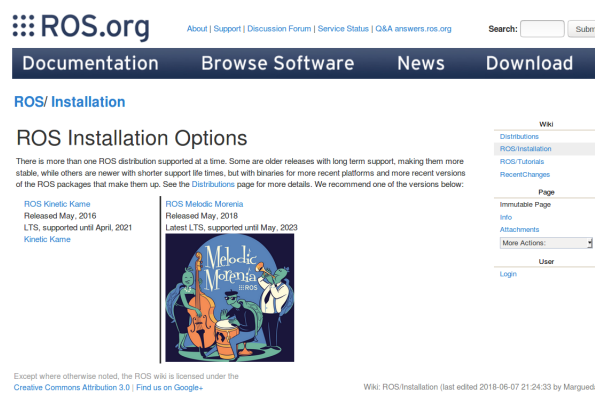 ROS.org
About | Support | Discussion Forum | Service Status | Q&A answers.ros.org
Search:
Documentation Browse Software News Download
ROS/ Installation
ROS Installation Options
There is more than one ROS distribution supported at a time. Some are older releases with long term support, making them more
stable, while others are newer with shorter support life times, but with binaries for more recent platforms and more recent versions
of the ROS packages that make them up. See the Distributions page for more details. We recommend one of the versions below:
ROS Kinetic Kame
Released May, 2016
LTS, supported until April, 2021
Kinetic Kame
ROS Melodic Morenia
Released May, 2018
Latest LTS, supported until May, 2023
Melodic
Morenia
ROS
Wiki
Distributions
ROS/Installation
ROS/Tutorials
RecentChanges
Page
Immutable Page
Info
Attachments
More Actions:
User
Login
Except where otherwise noted, the ROS wiki is licensed under the
Creative Commons Attribution 3.0 | Find us on Google+
Wiki: ROS/Installation (last edited 2018-06-07 21:24:33 by